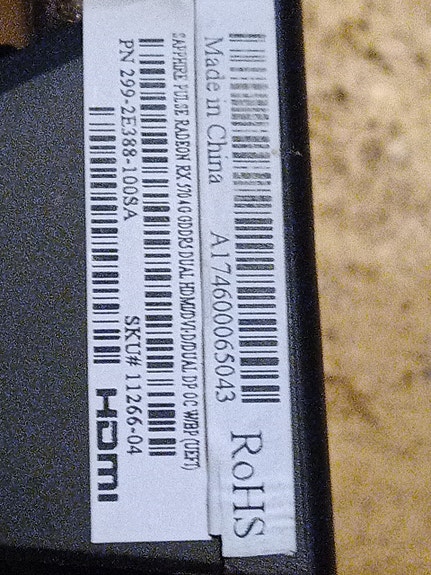 Made in China A174600065043
RoHS
SAPPHIRE PULSE RADEON RX 570 4G GDDR5 DUAL HDMI/DVI-D/DUAL DP OC W/BP (UEFI)
PN 299-2E388-100SA SKU# 11266-04
HDMI